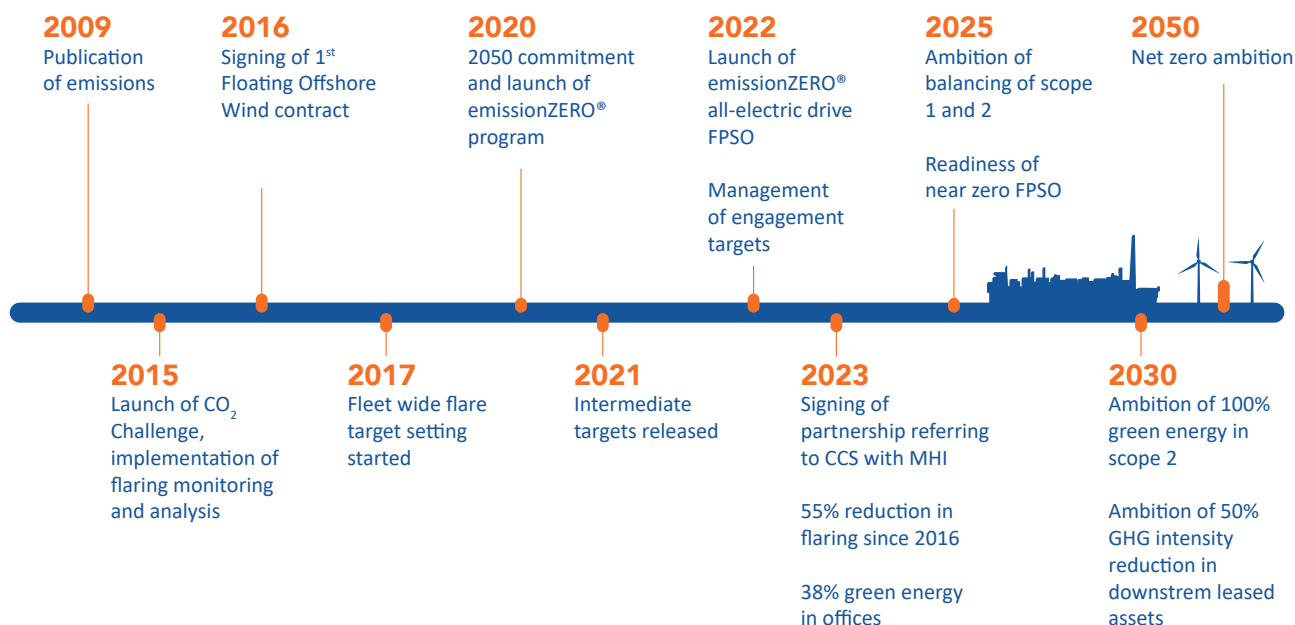 2009
Publication
of emissions
2016
Signing of 1st
Floating Offshore
Wind contract
2020
2050 commitment
and launch of
emissionZERO®
program
2022
Launch of
emissionZERO®
all-electric drive
FPSO
Management
of engagement
targets
2025
Ambition of
balancing of scope
1 and 2
Readiness of
near zero FPSO
2050
Net zero ambition
2015
Launch of CO2
Challenge,
implementation of
flaring monitoring
and analysis
2017
Fleet wide flare
target setting
started
2021
Intermediate
targets released
2023
Signing of
partnership referring
to CCS with MHI
55% reduction in
flaring since 2016
38% green energy
in offices
2030
Ambition of 100%
green energy in
scope 2
Ambition of 50%
GHG intensity
reduction in
downstrem leased
assets